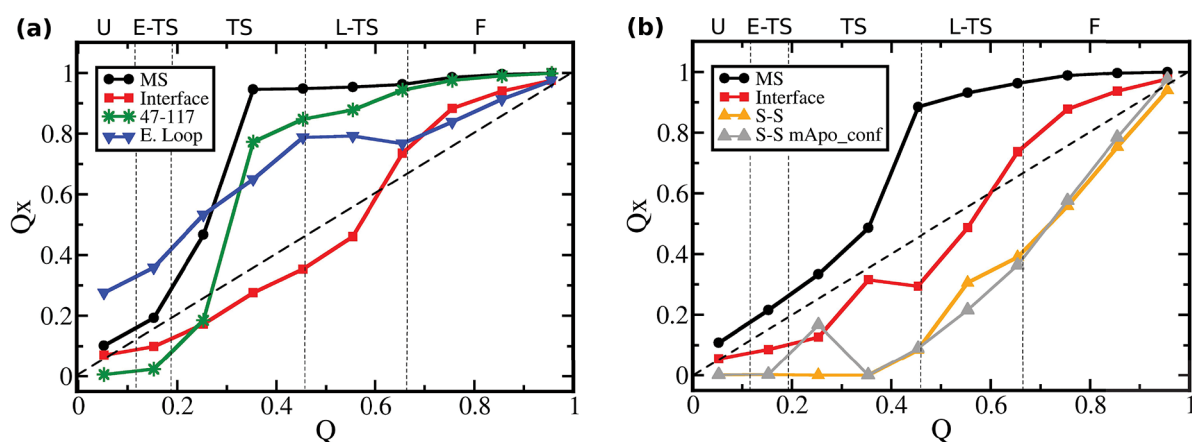 (a) U E-TS TS L-TS F
MS
Interface
47-117
E. Loop
1
0.8
0.6
0.4
0.2
0
Qx
0 0.2 0.4 0.6 0.8 1
Q
(b) U E-TS TS L-TS F
MS
Interface
S-S
S-S mApo_conf
1
0.8
0.6
0.4
0.2
0
Qx
0 0.2 0.4 0.6 0.8 1
Q